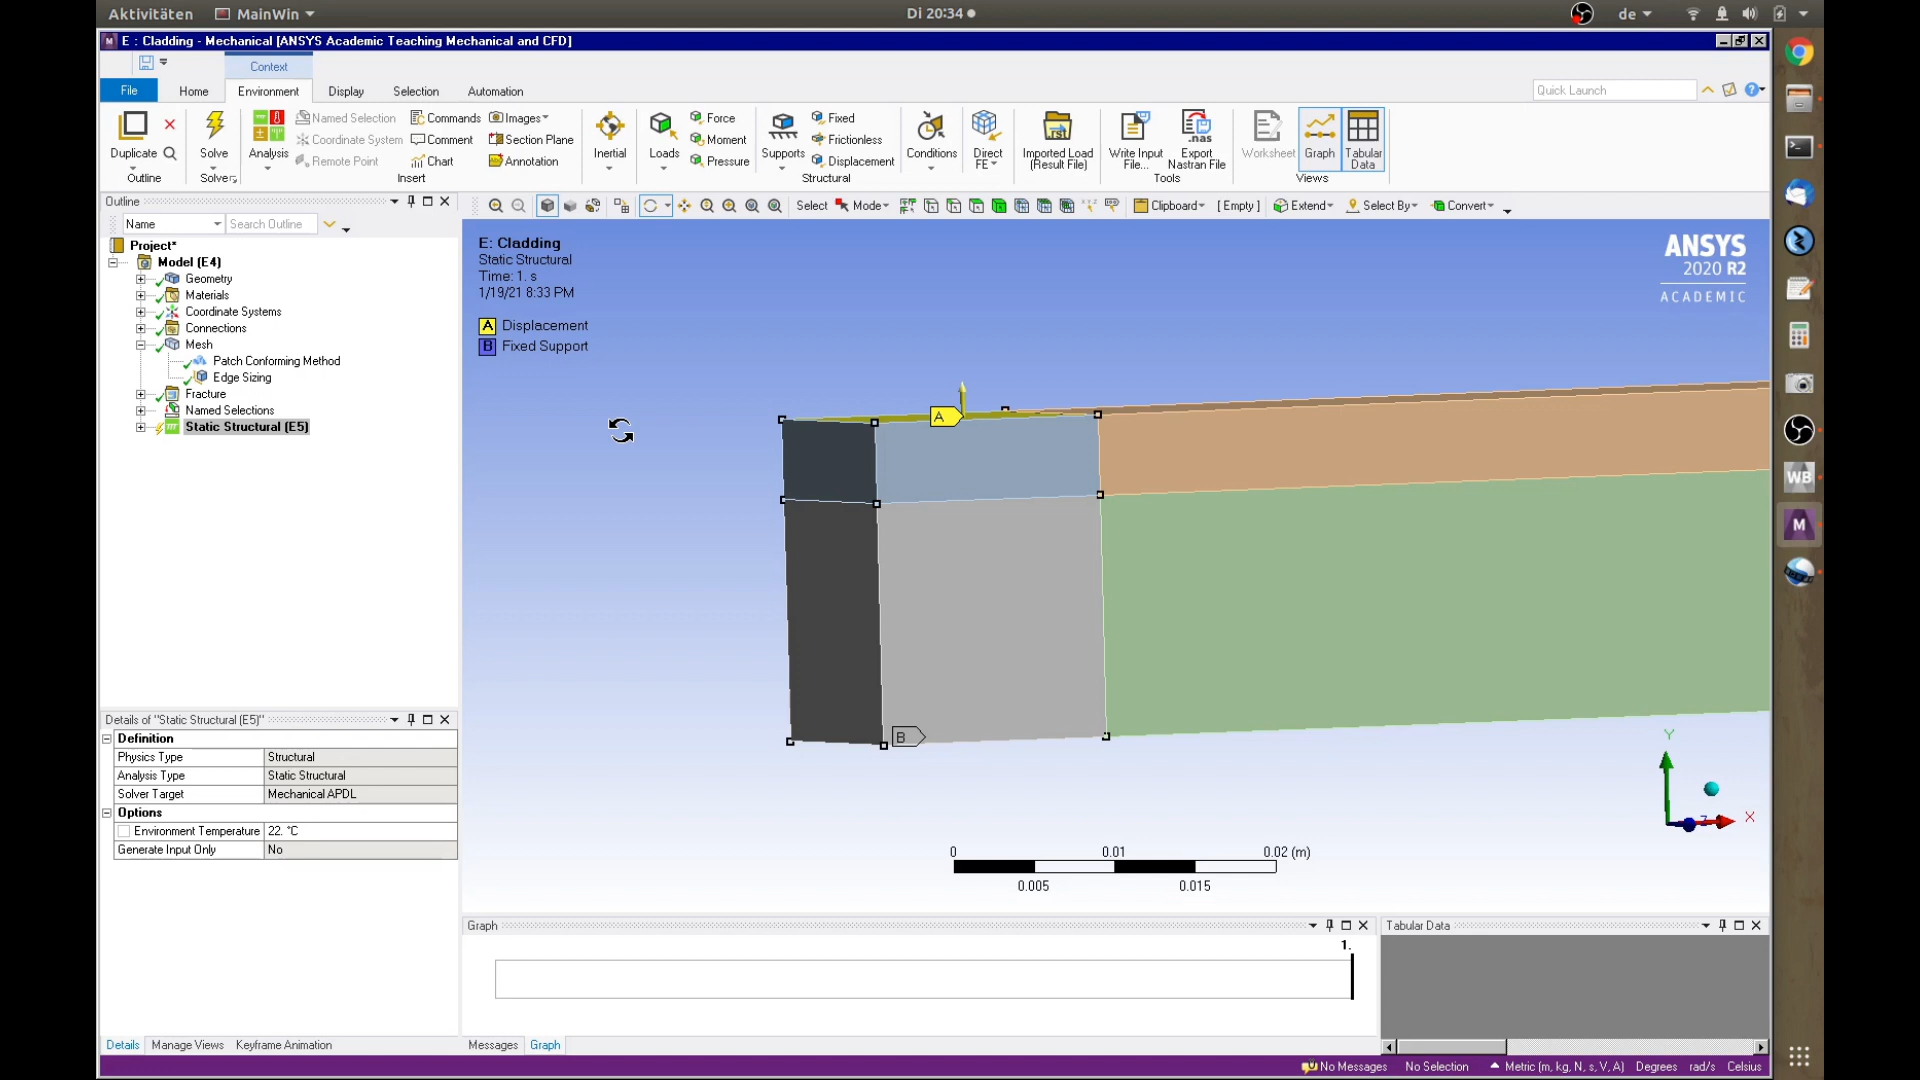 Aktivitäten MainWin Di 20:34 de
E : Cladding - Mechanical [ANSYS Academic Teaching Mechanical and CFD]
Context
File Home Environment Display Selection Automation Quick Launch
Duplicate Solve Analysis Named Selection Coordinate System Remote Point Commands Comment Chart Images Section Plane Annotation Inertial Loads Force Moment Pressure Supports Fixed Frictionless Displacement Conditions Direct FE Imported Load (Result File) Write Input File... Export Nastran File Worksheet Graph Tabular Data
Outline Solver Insert Structural Tools Views
Outline
Name Search Outline
Select Mode Clipboard [ Empty ] Extend Select By Convert
Project*
Model (E4)
Geometry
Materials
Coordinate Systems
Connections
Mesh
Patch Conforming Method
Edge Sizing
Fracture
Named Selections
Static Structural (E5)
E: Cladding
Static Structural
Time: 1. s
1/19/21 8:33 PM
A Displacement
B Fixed Support
ANSYS
2020 R2
ACADEMIC
A
B
Y
Z
X
0 0.01 0.02 (m)
0.005 0.015
Details of "Static Structural (E5)"
Definition
Physics Type Structural
Analysis Type Static Structural
Solver Target Mechanical APDL
Options
Environment Temperature 22. °C
Generate Input Only No
Graph
1.
Tabular Data
Details Manage Views Keyframe Animation
Messages Graph
No Messages No Selection Metric (m, kg, N, s, V, A) Degrees rad/s Celsius
WB
M